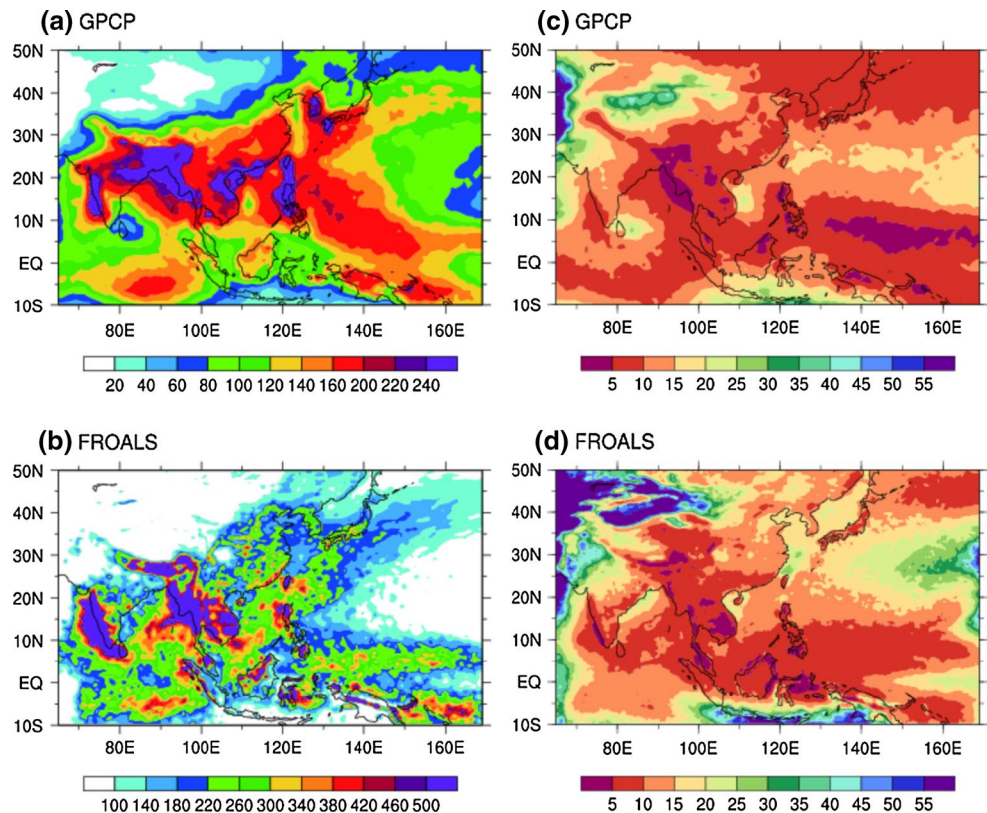 (a) GPCP
50N
40N
30N
20N
10N
EQ
10S
80E 100E 120E 140E 160E
20 40 60 80 100 120 140 160 200 220 240
(c) GPCP
50N
40N
30N
20N
10N
EQ
10S
80E 100E 120E 140E 160E
5 10 15 20 25 30 35 40 45 50 55
(b) FROALS
50N
40N
30N
20N
10N
EQ
10S
80E 100E 120E 140E 160E
100 140 180 220 260 300 340 380 420 460 500
(d) FROALS
50N
40N
30N
20N
10N
EQ
10S
80E 100E 120E 140E 160E
5 10 15 20 25 30 35 40 45 50 55